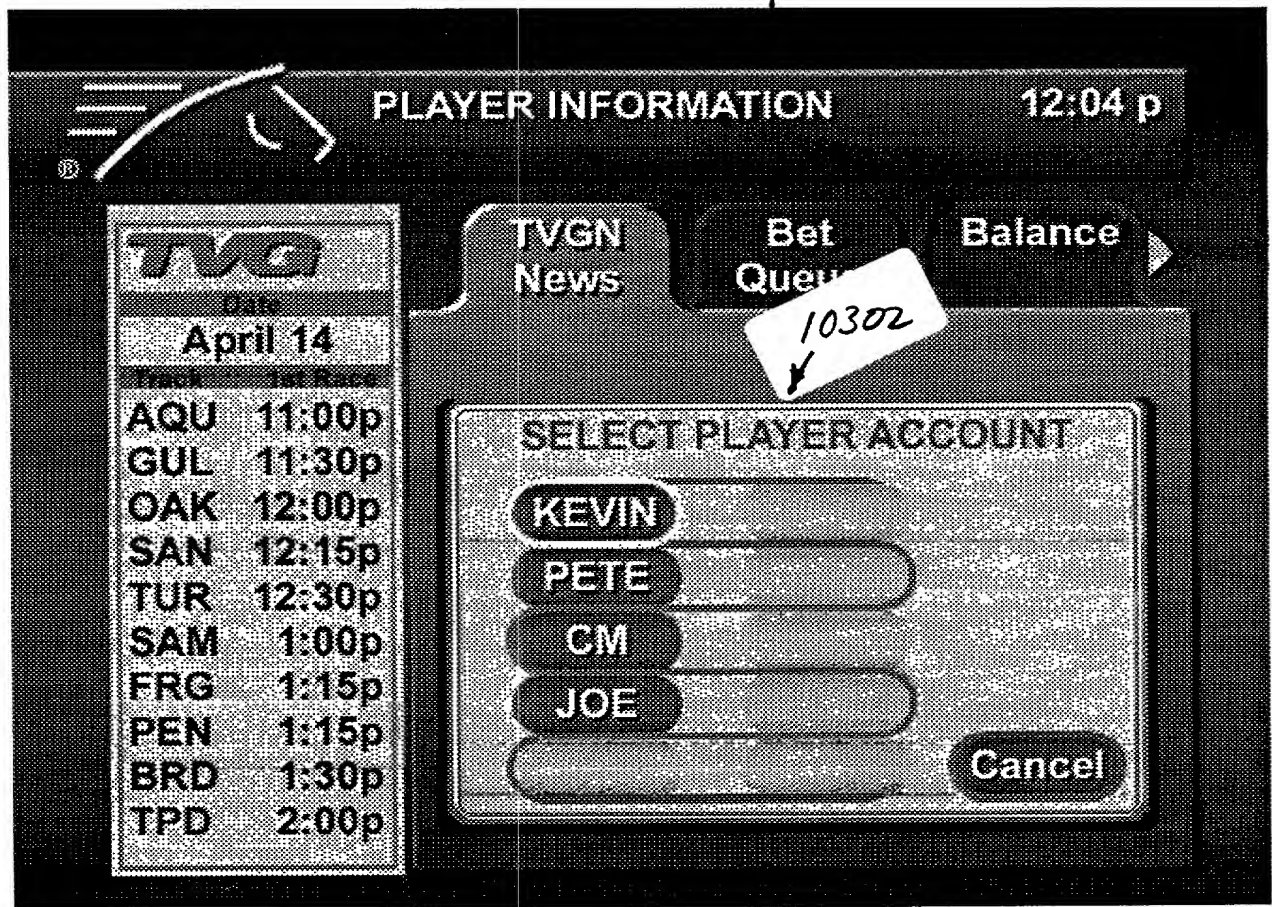 PLAYER INFORMATION 12:04 p
®
TVG
Date
April 14
Track 1st Race
AQU 11:00p
GUL 11:30p
OAK 12:00p
SAN 12:15p
TUR 12:30p
SAM 1:00p
FRG 1:15p
PEN 1:15p
BRD 1:30p
TPD 2:00p
TVGN
News
Bet
Queu
Balance
10302
SELECT PLAYER ACCOUNT
KEVIN
PETE
CM
JOE
Cancel